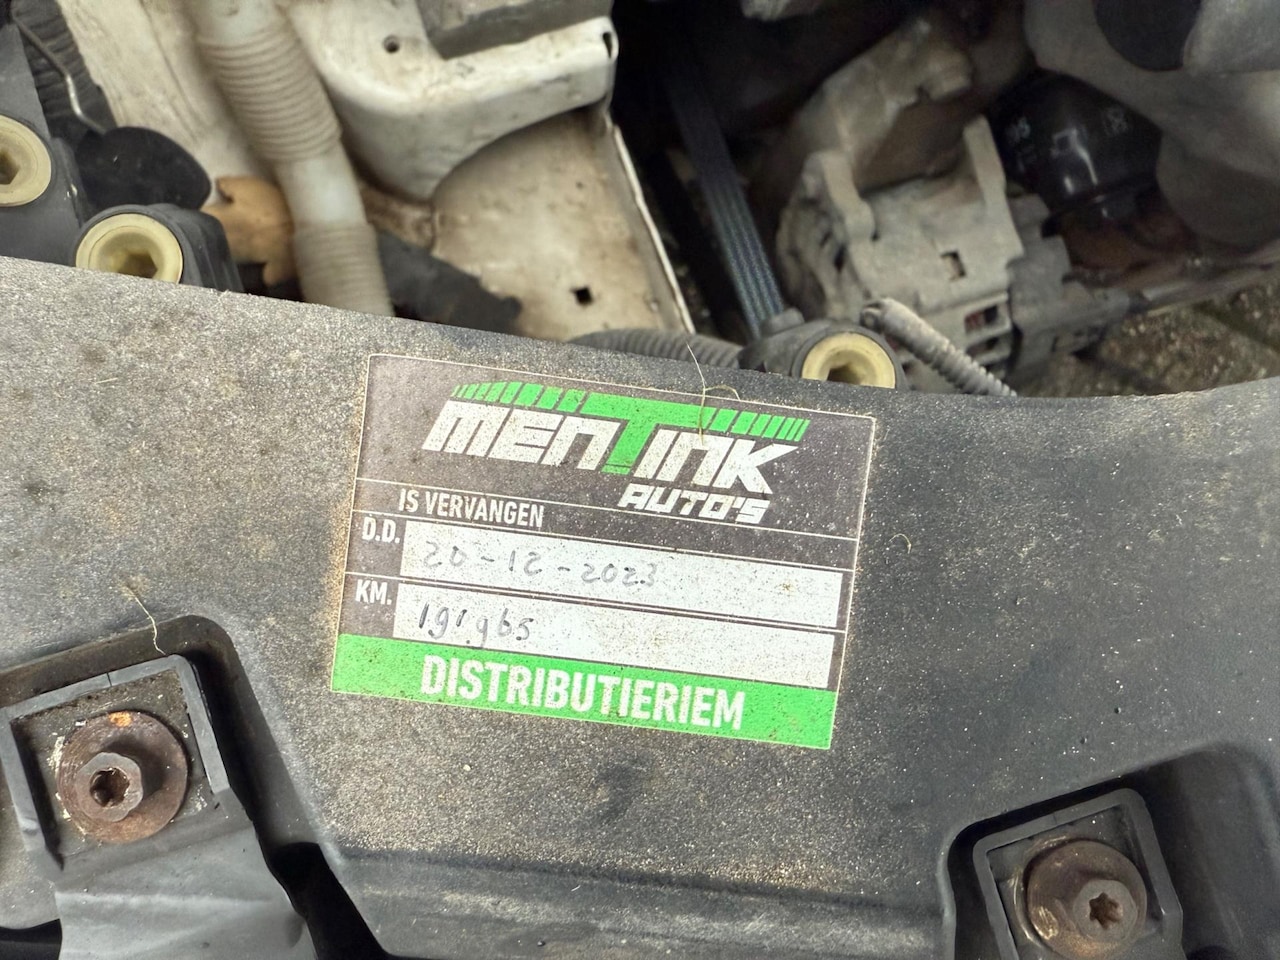 MENTINK
AUTO'S
IS VERVANGEN
D.D. 20-12-2023
KM.
DISTRIBUTIERIEM